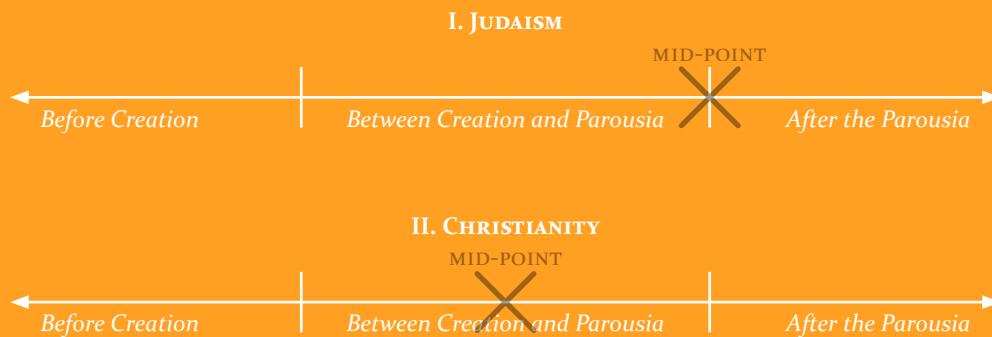 I. JUDAISM
MID-POINT
Before Creation Between Creation and Parousia After the Parousia
II. CHRISTIANITY
MID-POINT
Before Creation Between Creation and Parousia After the Parousia